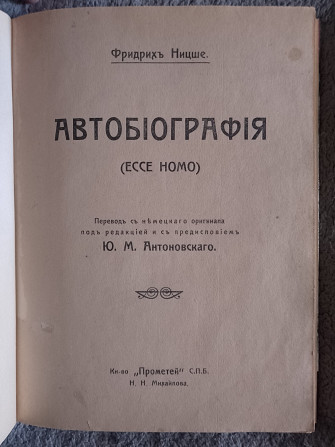 Фридрихъ Ницше.
АВТОБІОГРАФІЯ
(ECCE HOMO)
Переводъ съ нѣмецкаго оригинала
подъ редакціей и съ предисловіемъ
Ю. М. Антоновскаго.
Кн-во „Прометей" С.П.Б.
Н. Н. Михайлова.